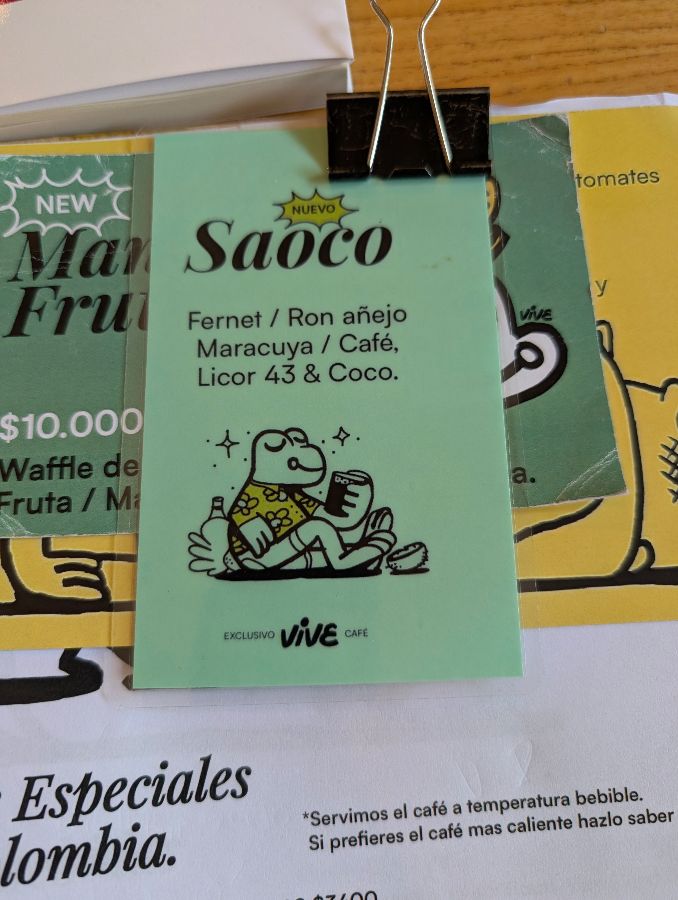 NEW
NUEVO
Saoco
Fernet / Ron añejo
Maracuya / Café,
Licor 43 & Coco.
EXCLUSIVO VIVE CAFÉ
$10.000
Waffle de
Fruta /
tomates
y
VIVE
a.
Especiales
*Servimos el café a temperatura bebible.
Si prefieres el café mas caliente hazlo saber